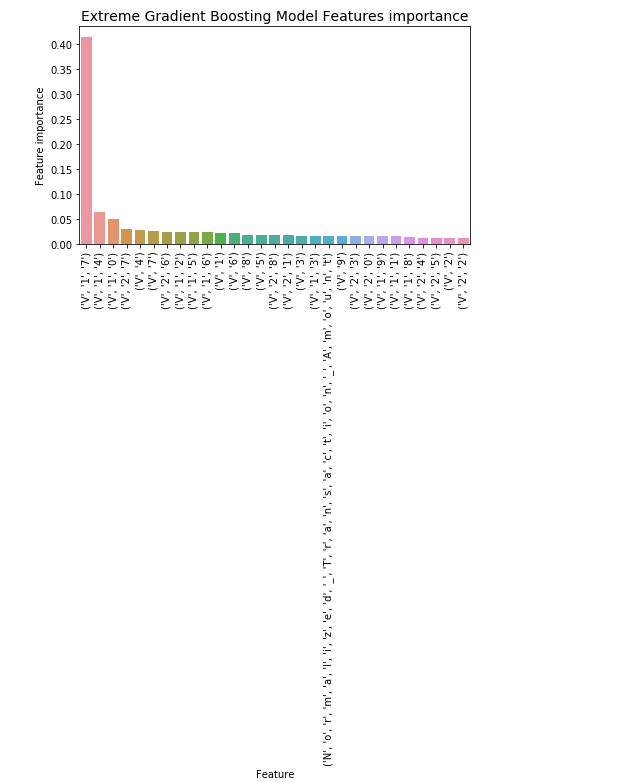 Extreme Gradient Boosting Model Features importance
Feature importance
0.40
0.35
0.30
0.25
0.20
0.15
0.10
0.05
0.00
('V', '1', '7')
('V', '1', '4')
('V', '1', '0')
('V', '2', '7')
('V', '4')
('V', '7')
('V', '2', '6')
('V', '1', '2')
('V', '1', '5')
('V', '1', '6')
('V', '1')
('V', '6')
('V', '8')
('V', '5')
('V', '2', '8')
('V', '2', '1')
('V', '3')
('V', '1', '3')
('N', 'o', 'r', 'm', 'a', 'l', 'i', 'z', 'e', 'd', '_', 'T', 'r', 'a', 'n', 's', 'a', 'c', 't', 'i', 'o', 'n', '_', 'A', 'm', 'o', 'u', 'n', 't')
('V', '9')
('V', '2', '3')
('V', '2', '0')
('V', '1', '9')
('V', '1', '1')
('V', '1', '8')
('V', '2', '4')
('V', '2', '5')
('V', '2')
('V', '2', '2')
Feature